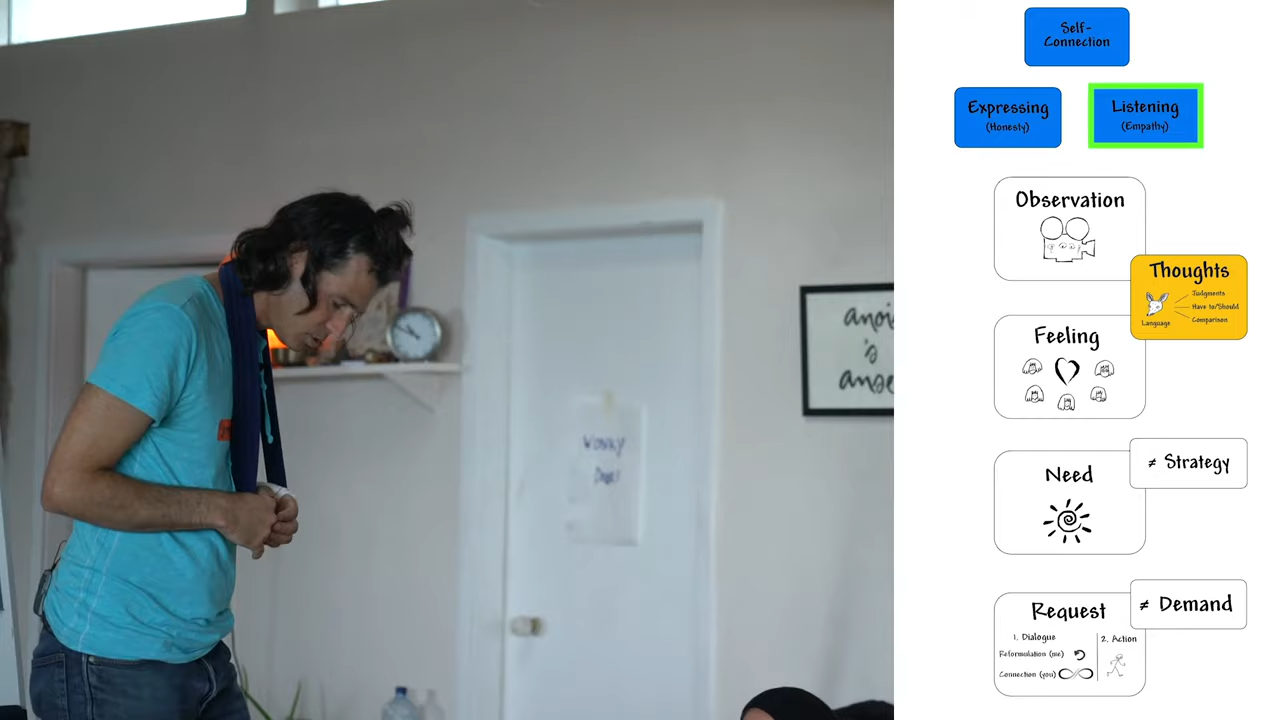 Self-
Connection
Expressing
(Honesty)
Listening
(Empathy)
Observation
Thoughts
Judgments
Have to/Should
Comparison
Language
Feeling
Need
≠ Strategy
Request
≠ Demand
1. Dialogue
2. Action
Reformulation (me)
Connection (you)
's
WONKY